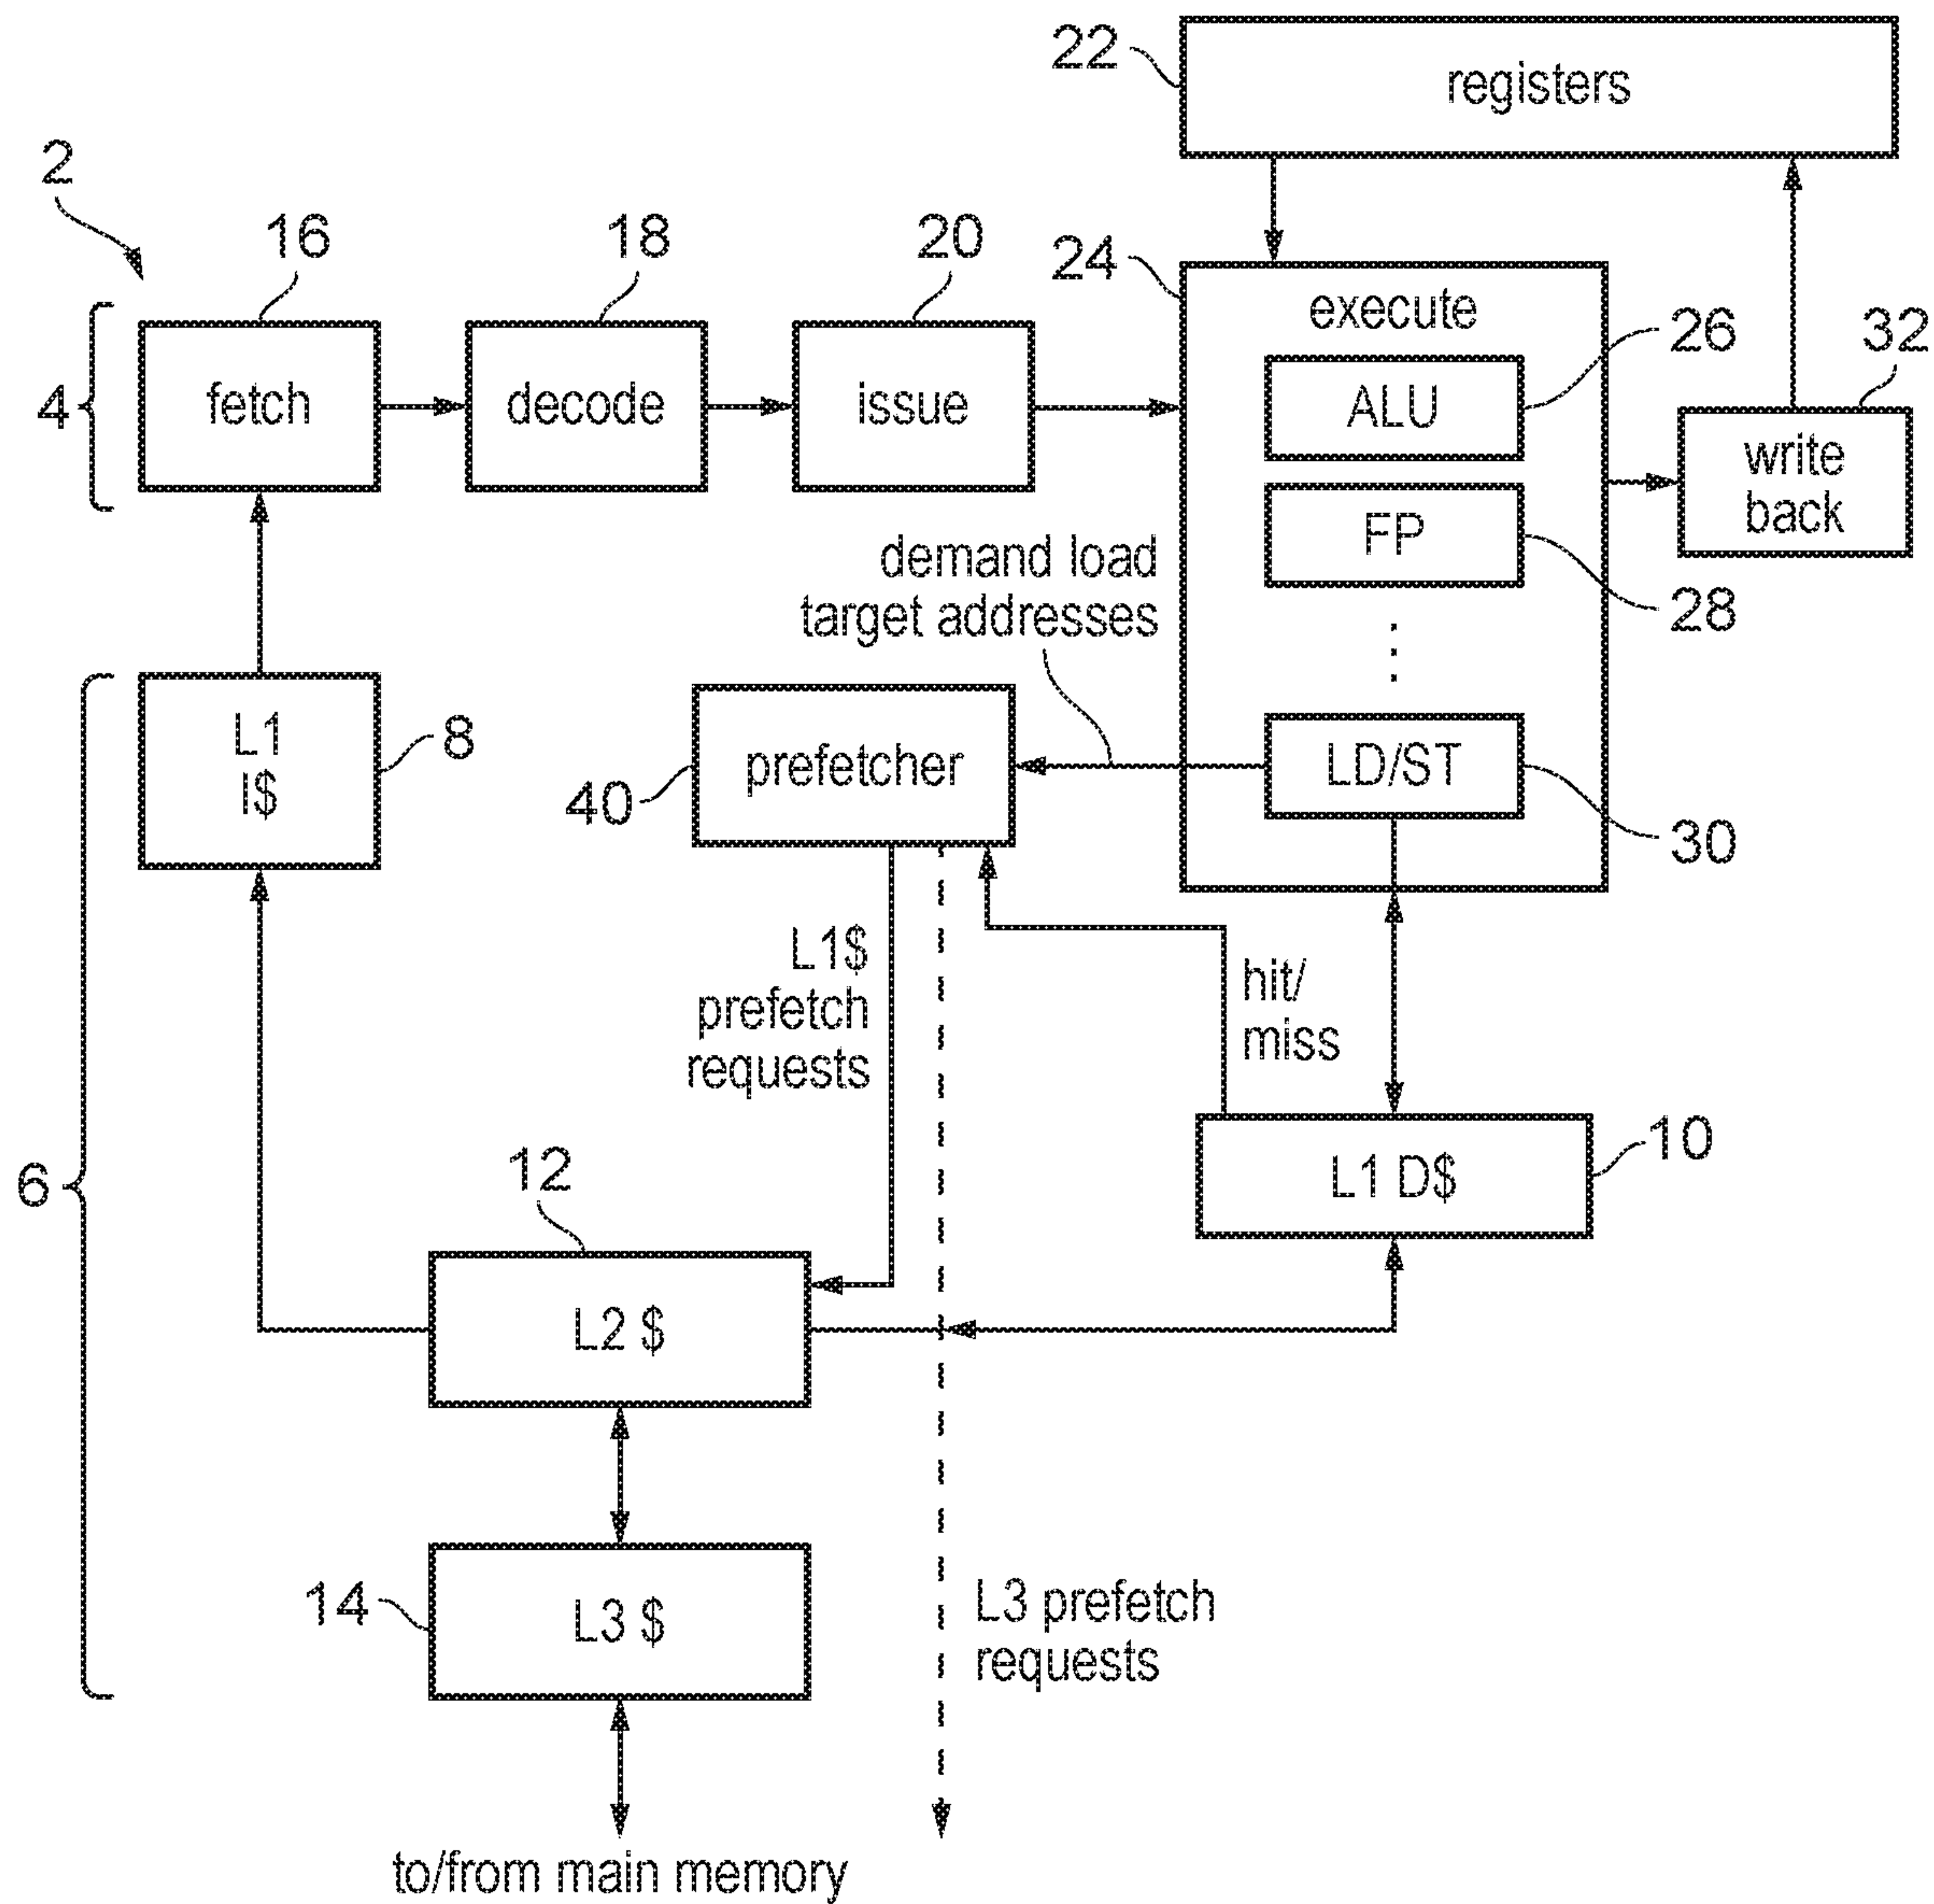 22
registers
2
16
18
20
24
execute
26
32
4
fetch
decode
issue
ALU
write
back
FP
28
demand load
target addresses
L1
I$
8
prefetcher
40
LD/ST
30
L1$
prefetch
requests
hit/
miss
6
12
10
L1 D$
L2 $
14
L3 $
L3 prefetch
requests
to/from main memory